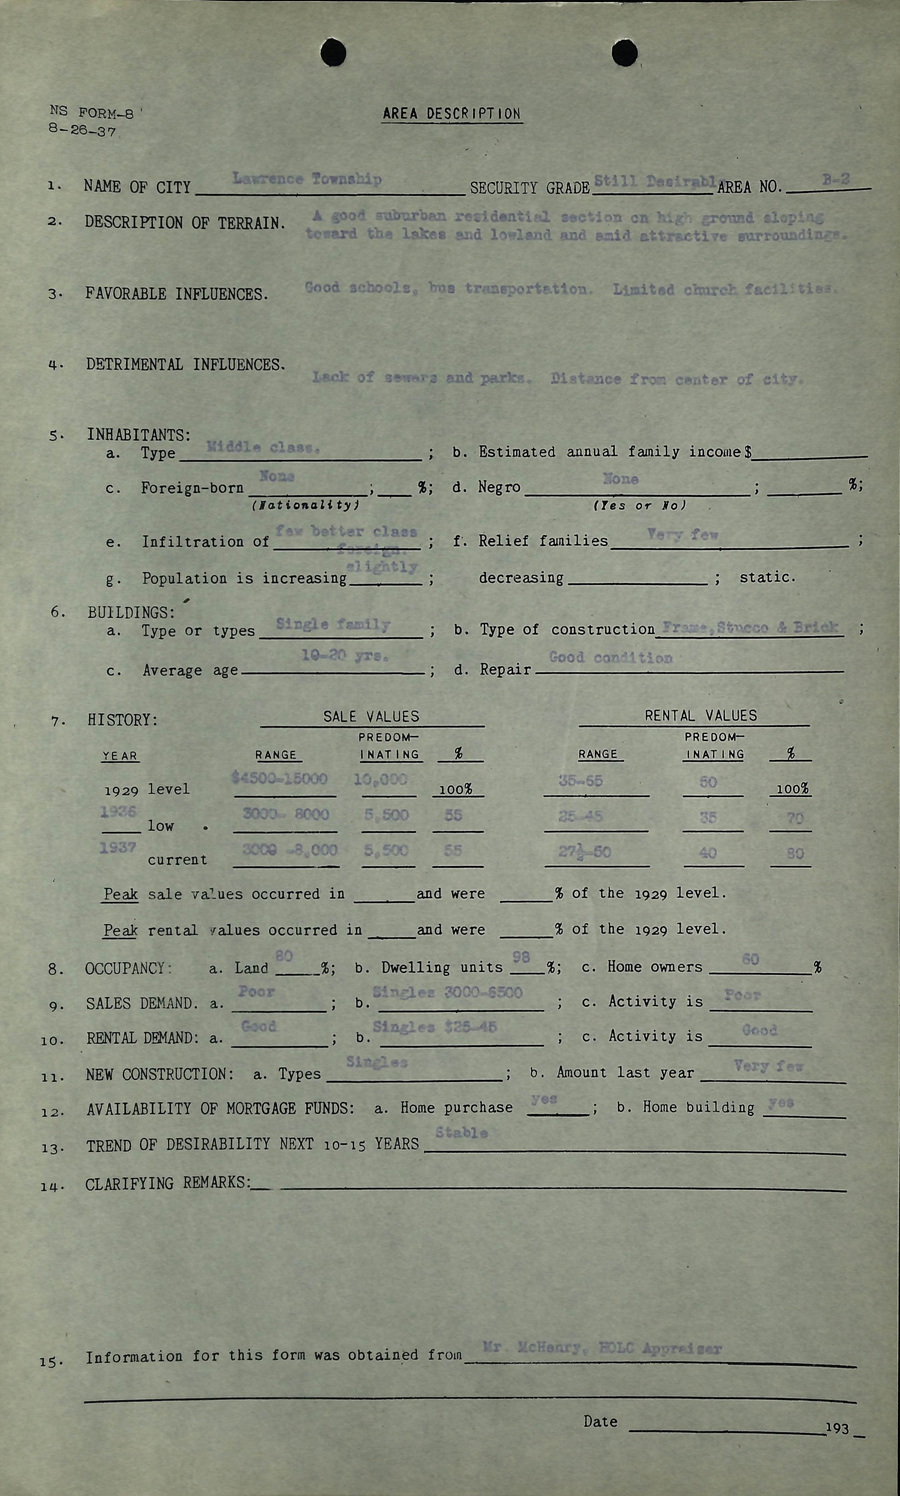 NS FORM-8
8-26-37
AREA DESCRIPTION
1. NAME OF CITY Lawrence Township SECURITY GRADE Still Desirable AREA NO. B-2
2. DESCRIPTION OF TERRAIN. A good suburban residential section on high ground sloping
toward the lakes and lowland and amid attractive surroundings.
3. FAVORABLE INFLUENCES. Good schools, bus transportation. Limited church facilities.
4. DETRIMENTAL INFLUENCES.
Lack of sewers and parks. Distance from center of city.
5. INHABITANTS:
a. Type Middle class. ; b. Estimated annual family income $
c. Foreign-born None ; %; d. Negro None ; %;
(Nationality) (Yes or No)
e. Infiltration of few better class foreign. ; f. Relief families Very few ;
g. Population is increasing slightly ; decreasing ; static.
6. BUILDINGS:
a. Type or types Single family ; b. Type of construction Frame, Stucco & Brick ;
c. Average age 10-20 yrs. ; d. Repair Good condition
7. HISTORY: SALE VALUES RENTAL VALUES
PREDOM- PREDOM-
YEAR RANGE INATING % RANGE INATING %
1929 level $4500-15000 10,000 100% 35-65 50 100%
1936 low 3000- 8000 5,500 55 25-45 35 70
1937 current 3000 -8,000 5,500 55 27½-50 40 80
Peak sale values occurred in and were % of the 1929 level.
Peak rental values occurred in and were % of the 1929 level.
8. OCCUPANCY: a. Land 80 %; b. Dwelling units 98 %; c. Home owners 60 %
9. SALES DEMAND. a. Poor ; b. Singles 3000-6500 ; c. Activity is Poor
10. RENTAL DEMAND: a. Good ; b. Singles $25-45 ; c. Activity is Good
11. NEW CONSTRUCTION: a. Types Singles ; b. Amount last year Very few
12. AVAILABILITY OF MORTGAGE FUNDS: a. Home purchase yes ; b. Home building yes
13. TREND OF DESIRABILITY NEXT 10-15 YEARS Stable
14. CLARIFYING REMARKS:
15. Information for this form was obtained from Mr McHenry, HOLC Appraiser
Date 193